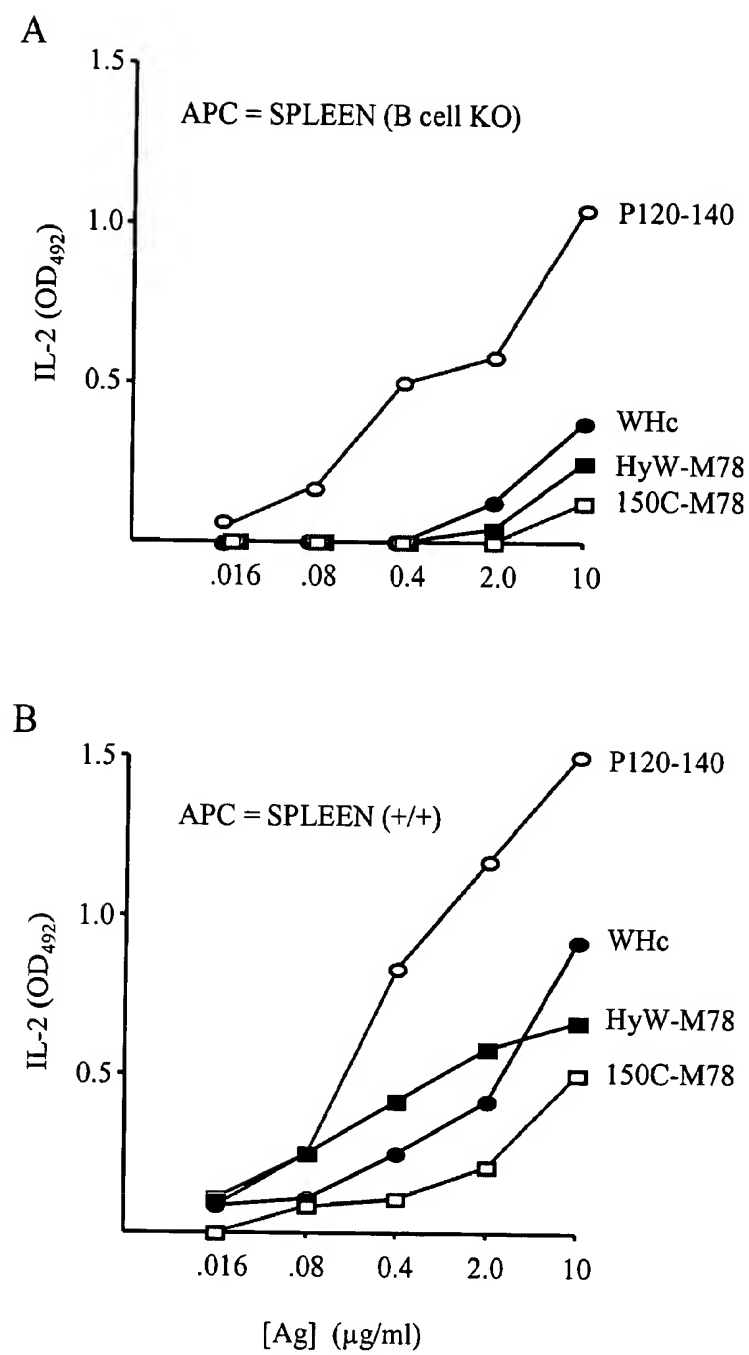 A
1.5
APC = SPLEEN (B cell KO)
P120-140
1.0
IL-2 (OD492)
0.5
WHc
HyW-M78
150C-M78
.016 .08 0.4 2.0 10
B
1.5
P120-140
APC = SPLEEN (+/+)
1.0
WHc
IL-2 (OD492)
HyW-M78
0.5
150C-M78
.016 .08 0.4 2.0 10
[Ag] (µg/ml)